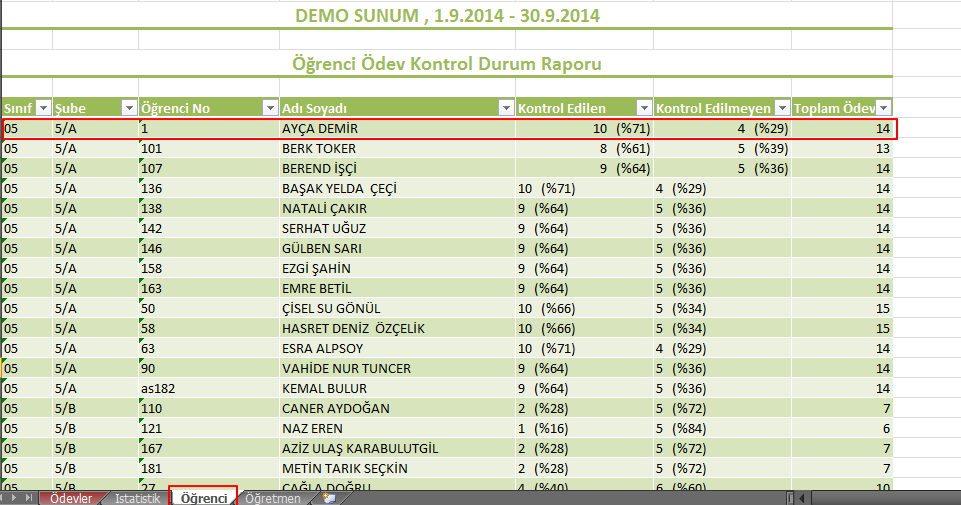 DEMO SUNUM , 1.9.2014 - 30.9.2014
Öğrenci Ödev Kontrol Durum Raporu
Sınıf Şube Öğrenci No Adı Soyadı Kontrol Edilen Kontrol Edilmeyen Toplam Ödev
05 5/A 1 AYÇA DEMİR 10 (%71) 4 (%29) 14
05 5/A 101 BERK TOKER 8 (%61) 5 (%39) 13
05 5/A 107 BEREND İŞÇİ 9 (%64) 5 (%36) 14
05 5/A 136 BAŞAK YELDA ÇEÇİ 10 (%71) 4 (%29) 14
05 5/A 138 NATALİ ÇAKIR 9 (%64) 5 (%36) 14
05 5/A 142 SERHAT UĞUZ 9 (%64) 5 (%36) 14
05 5/A 146 GÜLBEN SARI 9 (%64) 5 (%36) 14
05 5/A 158 EZGİ ŞAHİN 9 (%64) 5 (%36) 14
05 5/A 163 EMRE BETİL 9 (%64) 5 (%36) 14
05 5/A 50 ÇİSEL SU GÖNÜL 10 (%66) 5 (%34) 15
05 5/A 58 HASRET DENİZ ÖZÇELİK 10 (%66) 5 (%34) 15
05 5/A 63 ESRA ALPSOY 10 (%71) 4 (%29) 14
05 5/A 90 VAHİDE NUR TUNCER 9 (%64) 5 (%36) 14
05 5/A as182 KEMAL BULUR 9 (%64) 5 (%36) 14
05 5/B 110 CANER AYDOĞAN 2 (%28) 5 (%72) 7
05 5/B 121 NAZ EREN 1 (%16) 5 (%84) 6
05 5/B 167 AZİZ ULAŞ KARABULUTGİL 2 (%28) 5 (%72) 7
05 5/B 181 METİN TARIK SEÇKİN 2 (%28) 5 (%72) 7
05 5/B 27 ÇAĞLA DOĞRU 4 (%40) 6 (%60) 10
Ödevler İstatistik Öğrenci Öğretmen